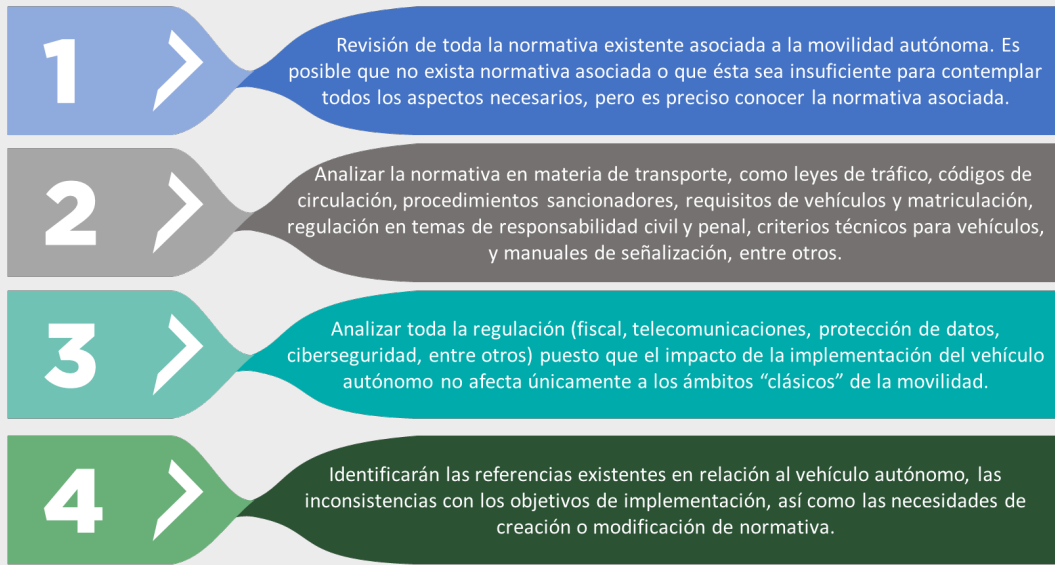 1
Revisión de toda la normativa existente asociada a la movilidad autónoma. Es
posible que no exista normativa asociada o que ésta sea insuficiente para contemplar
todos los aspectos necesarios, pero es preciso conocer la normativa asociada.
2
Analizar la normativa en materia de transporte, como leyes de tráfico, códigos de
circulación, procedimientos sancionadores, requisitos de vehículos y matriculación,
regulación en temas de responsabilidad civil y penal, criterios técnicos para vehículos,
y manuales de señalización, entre otros.
3
Analizar toda la regulación (fiscal, telecomunicaciones, protección de datos,
ciberseguridad, entre otros) puesto que el impacto de la implementación del vehículo
autónomo no afecta únicamente a los ámbitos “clásicos” de la movilidad.
4
Identificarán las referencias existentes en relación al vehículo autónomo, las
inconsistencias con los objetivos de implementación, así como las necesidades de
creación o modificación de normativa.